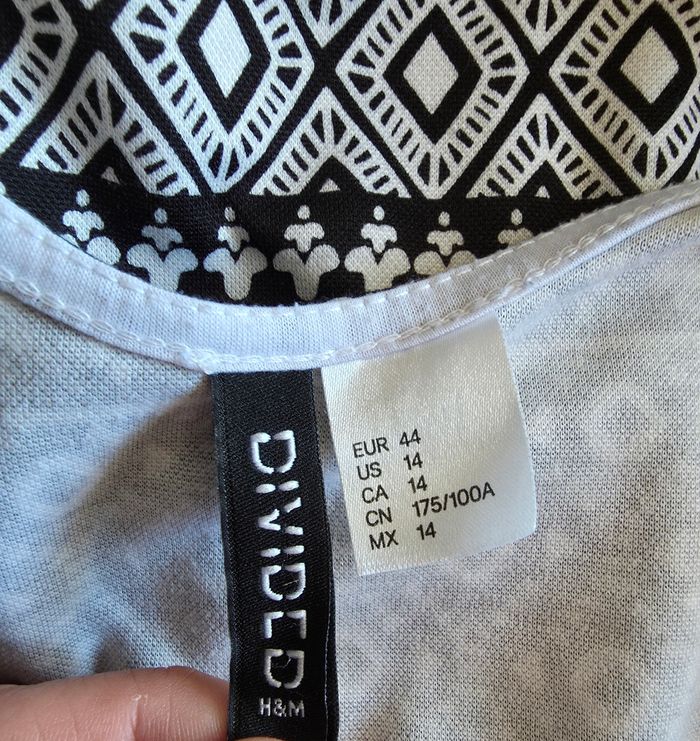 DIVIDED
H&M
EUR 44
US 14
CA 14
CN 175/100A
MX 14